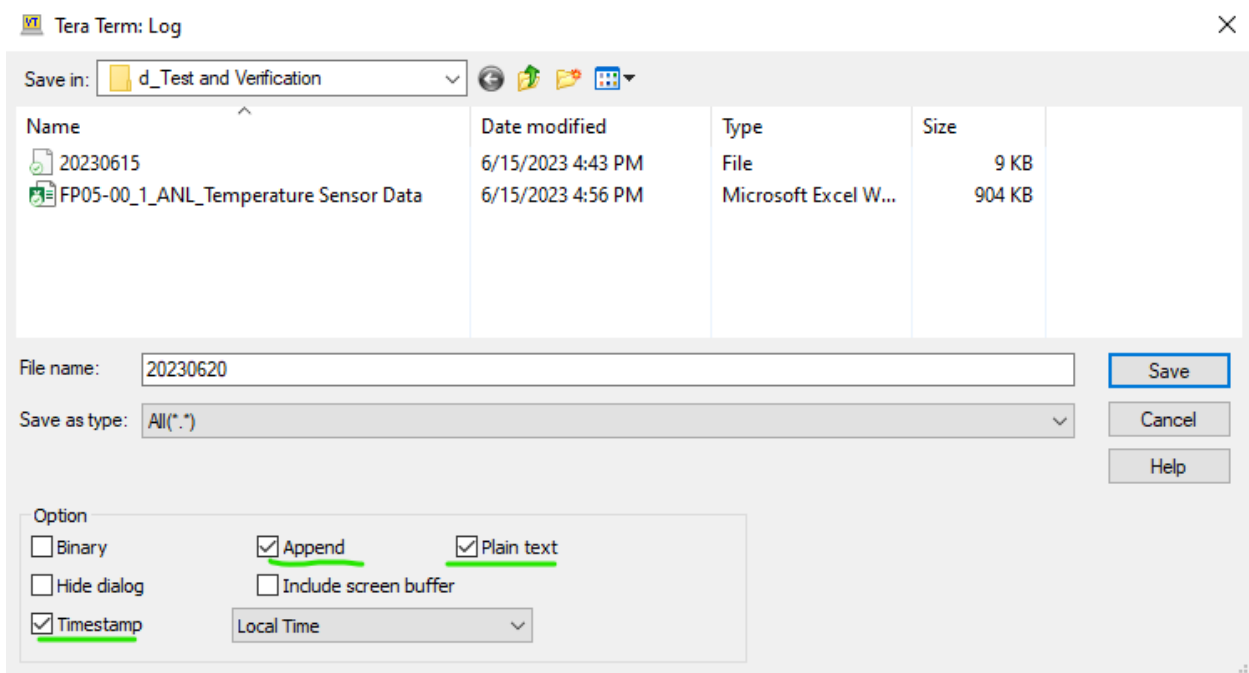 VT Tera Term: Log
Save in: d_Test and Verification
Name Date modified Type Size
20230615 6/15/2023 4:43 PM File 9 KB
FP05-00_1_ANL_Temperature Sensor Data 6/15/2023 4:56 PM Microsoft Excel W... 904 KB
File name: 20230620 Save
Save as type: All(*.*) Cancel
Help
Option
Binary Append Plain text
Hide dialog Include screen buffer
Timestamp Local Time